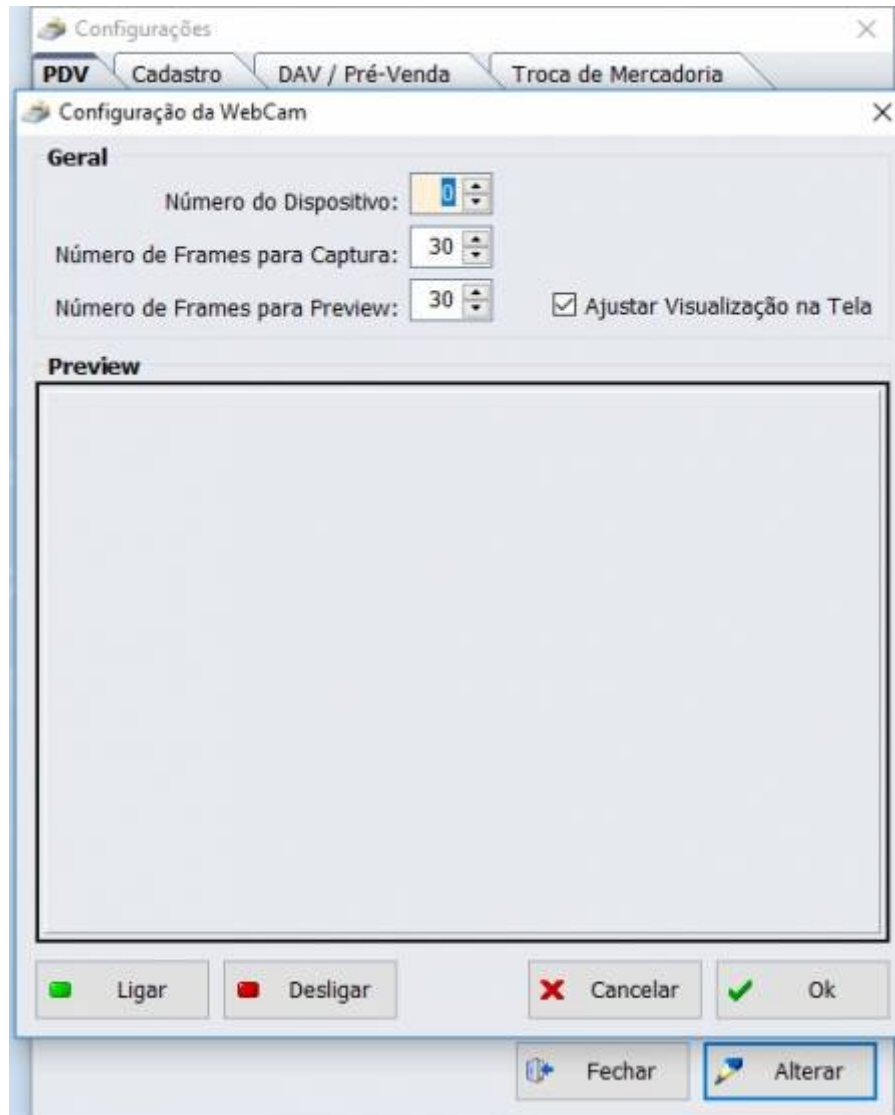 Configurações
PDV Cadastro DAV / Pré-Venda Troca de Mercadoria
Configuração da WebCam
Geral
Número do Dispositivo: 0
Número de Frames para Captura: 30
Número de Frames para Preview: 30 Ajustar Visualização na Tela
Preview
Ligar Desligar Cancelar Ok
Fechar Alterar